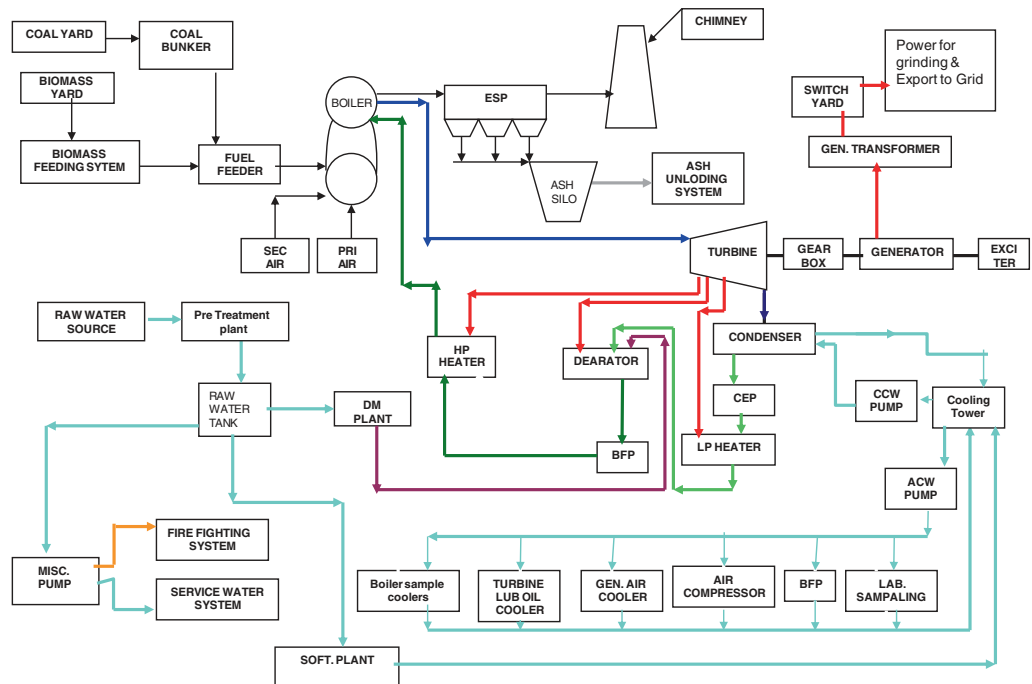 COAL YARD
COAL
BUNKER
CHIMNEY
Power for
grinding &
Export to Grid
BIOMASS
YARD
BOILER
ESP
SWITCH
YARD
BIOMASS
FEEDING SYTEM
FUEL
FEEDER
GEN. TRANSFORMER
ASH
SILO
ASH
UNLODING
SYSTEM
SEC
AIR
PRI
AIR
TURBINE
GEAR
BOX
GENERATOR
EXCI
TER
RAW WATER
SOURCE
Pre Treatment
plant
HP
HEATER
DEARATOR
CONDENSER
RAW
WATER
TANK
DM
PLANT
CEP
CCW
PUMP
Cooling
Tower
BFP
LP HEATER
ACW
PUMP
FIRE FIGHTING
SYSTEM
MISC.
PUMP
SERVICE WATER
SYSTEM
Boiler sample
coolers
TURBINE
LUB OIL
COOLER
GEN. AIR
COOLER
AIR
COMPRESSOR
BFP
LAB.
SAMPALING
SOFT. PLANT